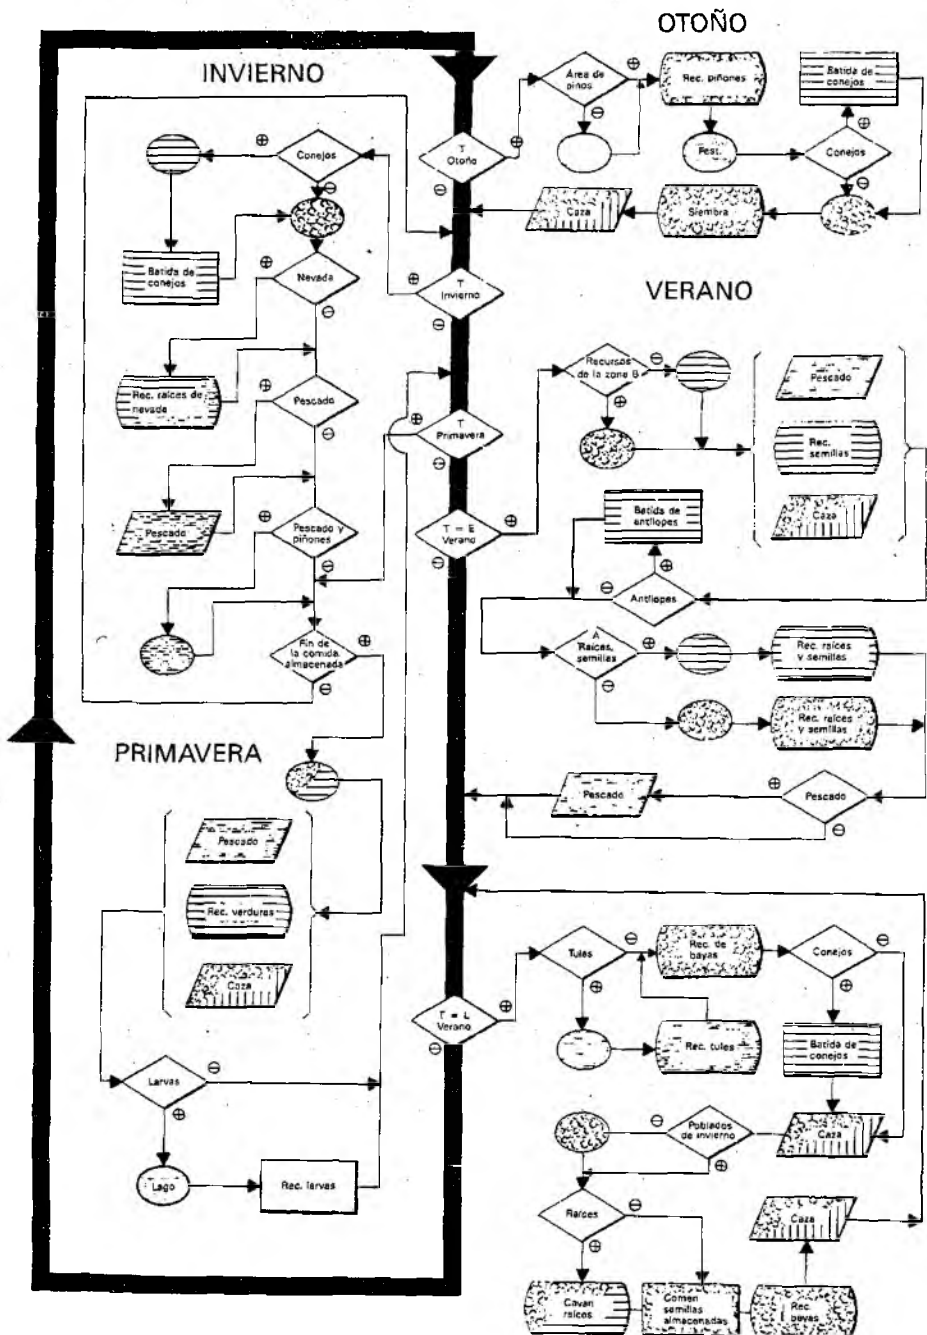 OTOÑO
INVIERNO
T
Otoño
Area de
pinos
Rec. piñones
Batida de
conejos
Fest.
Conejos
Caza
Siembra
Conejos
Batida de
conejos
Nevada
T
Invierno
Rec. raíces de
nevada
Pescado
Pescado
Pescado y
piñones
Fin de
la comida
almacenada
VERANO
T
Primavera
Recursos
de la zone B
Pescado
Rec.
semillas
Caza
T = E
Verano
Batida de
antílopes
Antílopes
A
Raíces,
semillas
Rec. raíces
y semillas
Rec. raíces
y semillas
Pescado
Pescado
PRIMAVERA
Pescado
Rec. verduras
Caza
Larvas
Lago
Rec. larvas
T = L
Verano
Tules
Rec. de
bayas
Conejos
Rec. tules
Batida de
conejos
Poblados
de invierno
Caza
Raíces
Caza
Cavan
raíces
Comen
semillas
almacenadas
Rec.
bayas